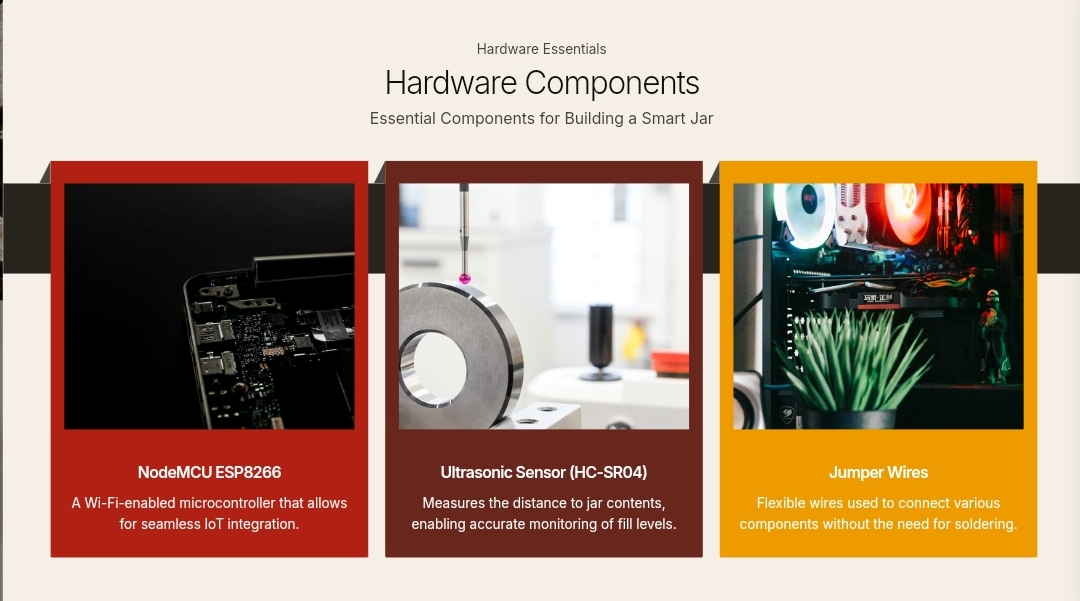 Hardware Essentials
Hardware Components
Essential Components for Building a Smart Jar
NodeMCU ESP8266
A Wi-Fi-enabled microcontroller that allows
for seamless IoT integration.
Ultrasonic Sensor (HC-SR04)
Measures the distance to jar contents,
enabling accurate monitoring of fill levels.
Jumper Wires
Flexible wires used to connect various
components without the need for soldering.